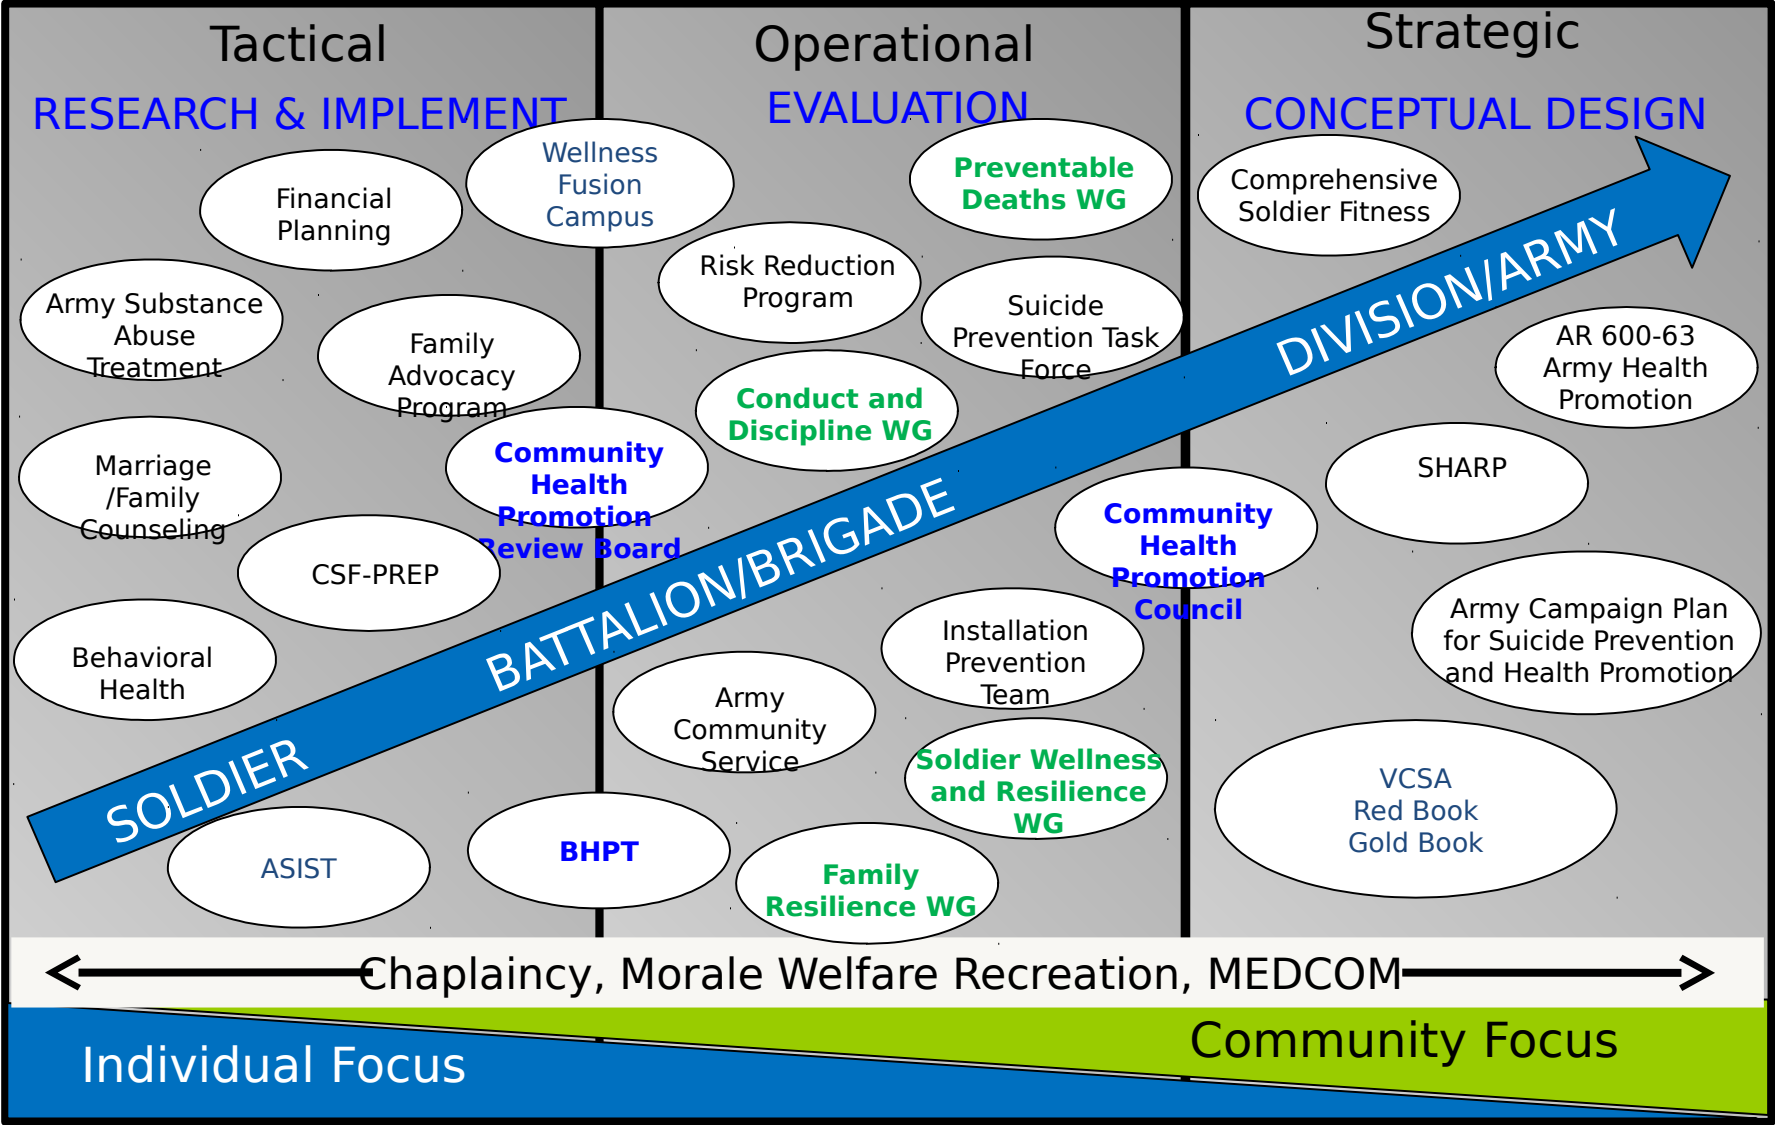 Tactical
RESEARCH & IMPLEMENT
Operational
EVALUATION
Strategic
CONCEPTUAL DESIGN
Financial
Planning
Wellness
Fusion
Campus
Army Substance
Abuse
Treatment
Family
Advocacy
Program
Marriage
/Family
Counseling
Community
Health
Promotion
Review Board
CSF-PREP
Behavioral
Health
ASIST
BHPT
Preventable
Deaths WG
Risk Reduction
Program
Suicide
Prevention Task
Force
Conduct and
Discipline WG
Community
Health
Promotion
Council
Installation
Prevention
Team
Army
Community
Service
Soldier Wellness
and Resilience
WG
Family
Resilience WG
Comprehensive
Soldier Fitness
AR 600-63
Army Health
Promotion
SHARP
Army Campaign Plan
for Suicide Prevention
and Health Promotion
VCSA
Red Book
Gold Book
SOLDIER
BATTALION/BRIGADE
DIVISION/ARMY
Chaplaincy, Morale Welfare Recreation, MEDCOM
Individual Focus
Community Focus